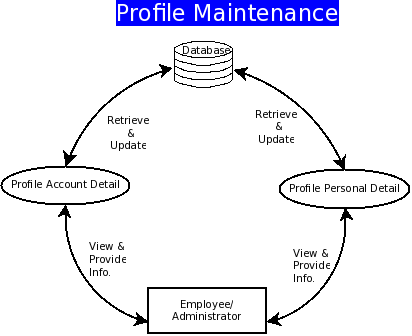 Profile Maintenance
Database
Retrieve
&
Update
Retrieve
&
Update
Profile Account Detail
Profile Personal Detail
View &
Provide
Info.
View &
Provide
Info.
Employee/
Administrator